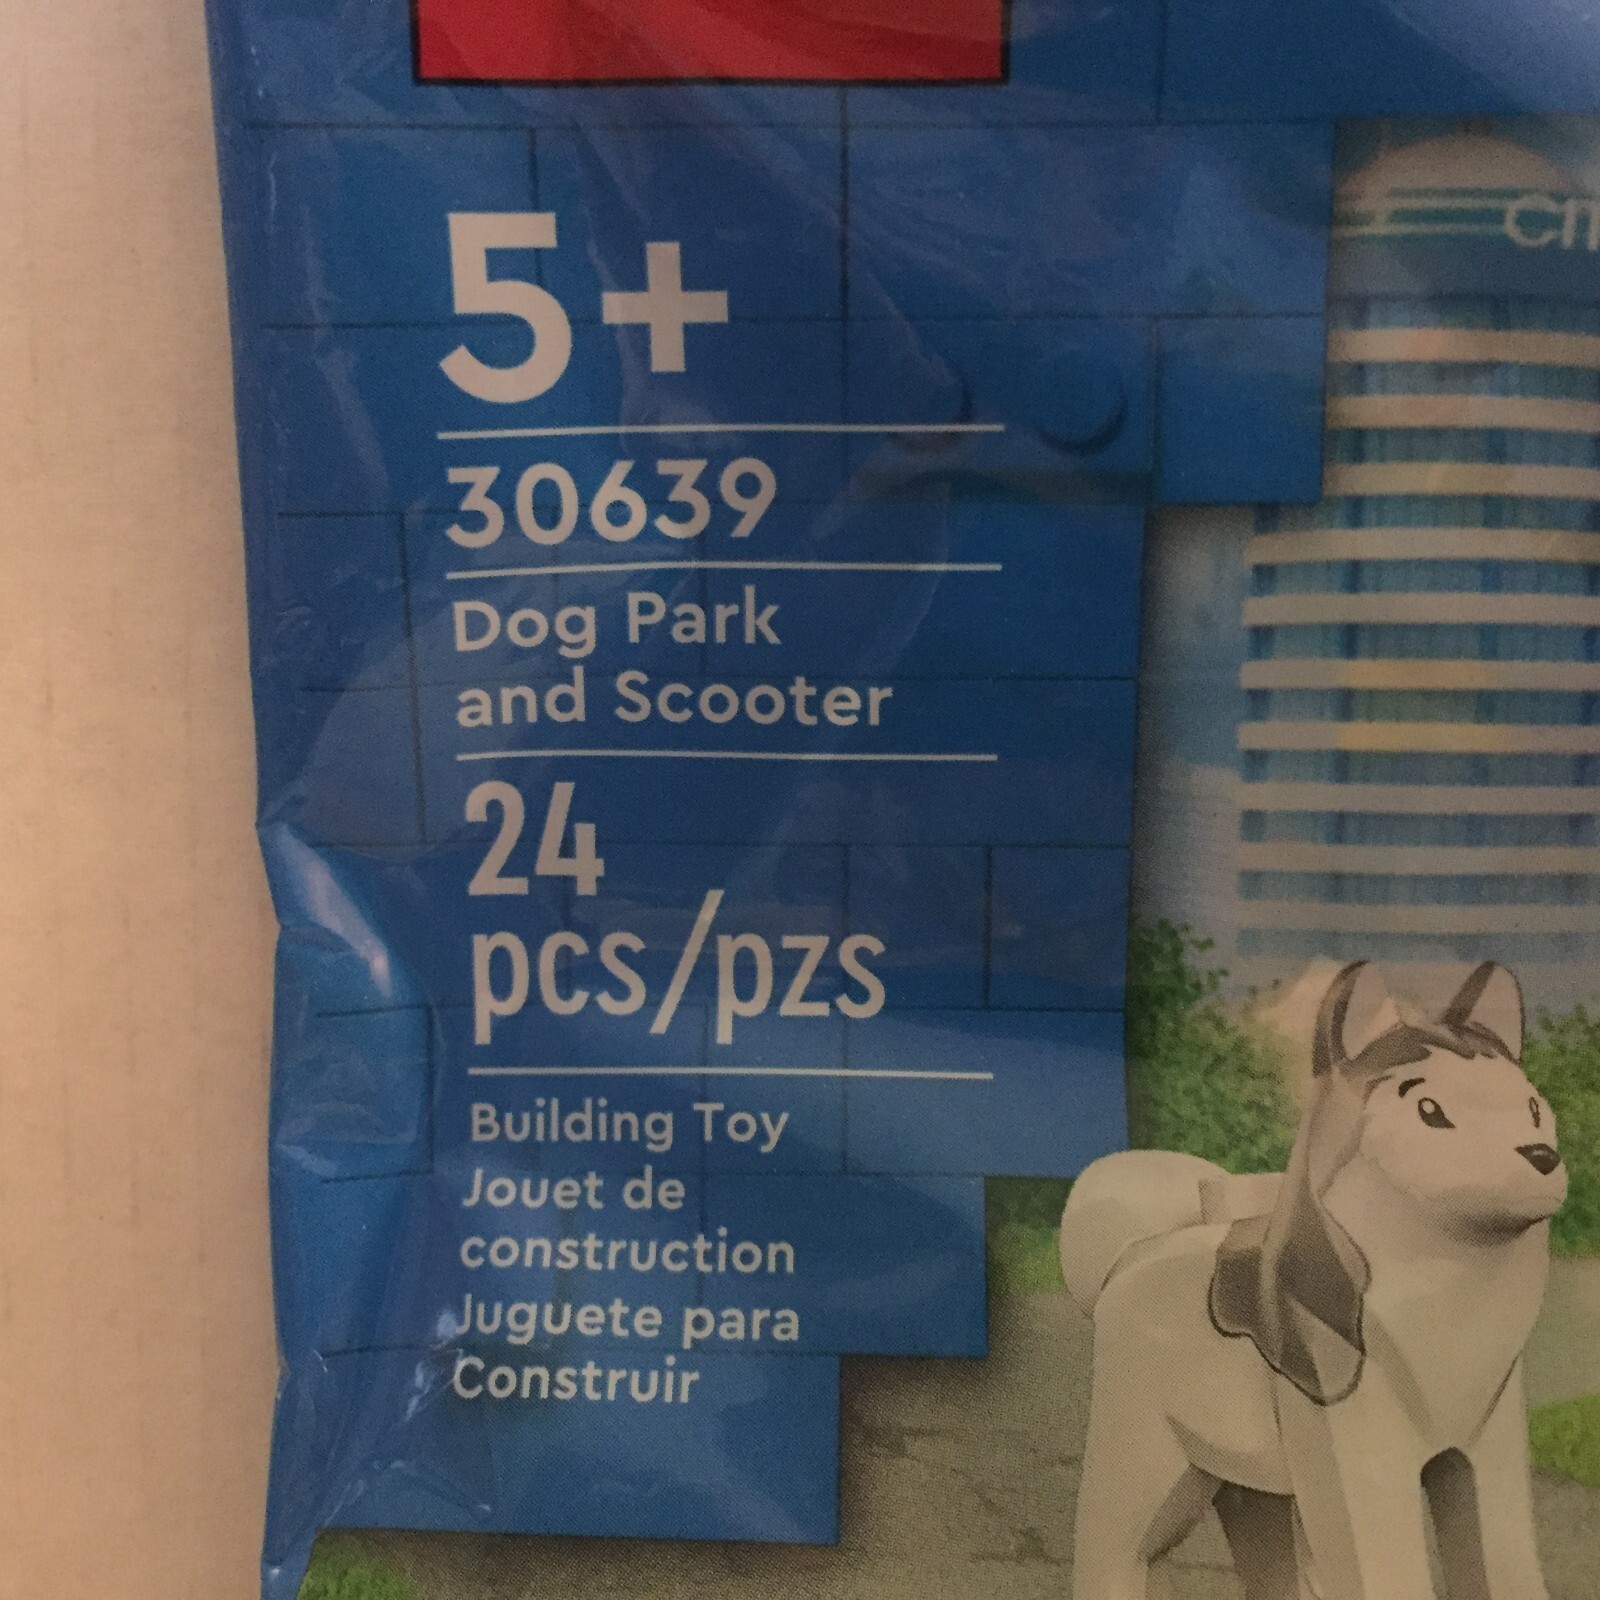 5+
30639
Dog Park
and Scooter
24
pcs/pzs
Building Toy
Jouet de
construction
Juguete para
Construir